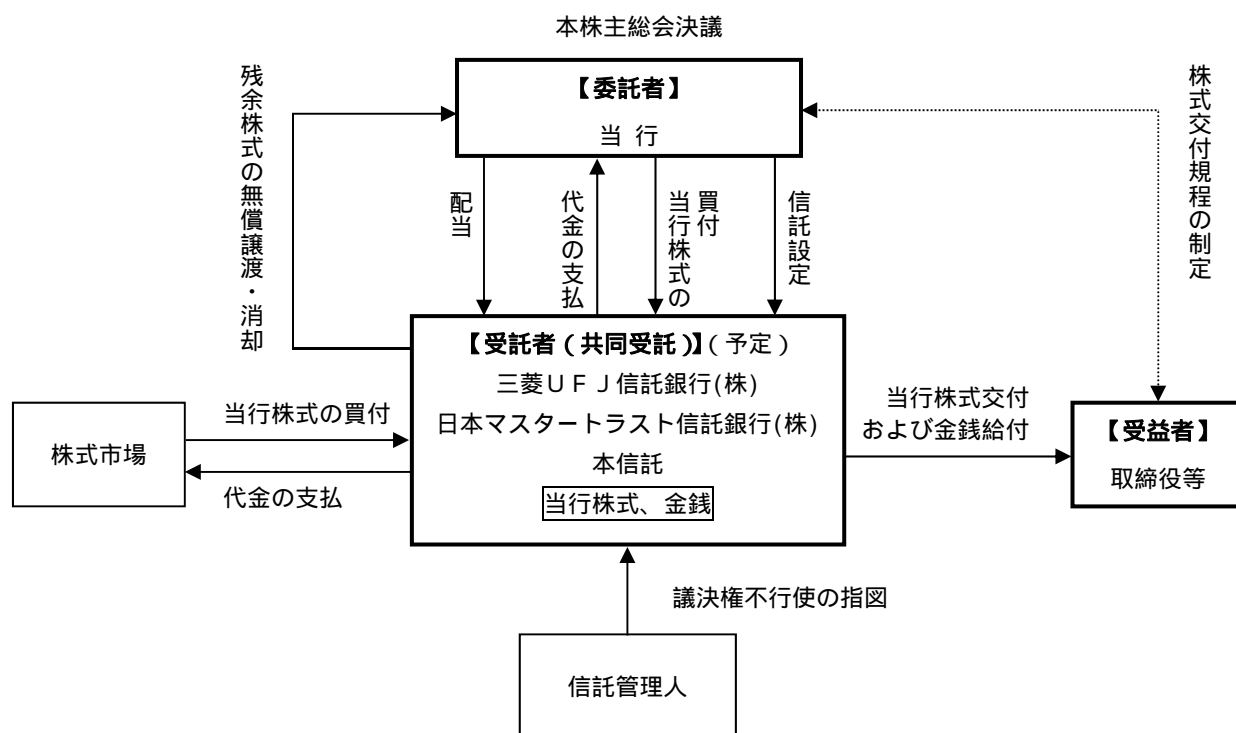 本株主総会決議
【委託者】
当 行
残余株式の無償譲渡・消却
株式交付規程の制定
配当
代金の支払
買付
当行株式の
信託設定
【受託者(共同受託)】(予定)
三菱UFJ信託銀行(株)
日本マスタートラスト信託銀行(株)
本信託
当行株式、金銭
株式市場
当行株式の買付
代金の支払
当行株式交付
および金銭給付
【受益者】
取締役等
議決権不行使の指図
信託管理人